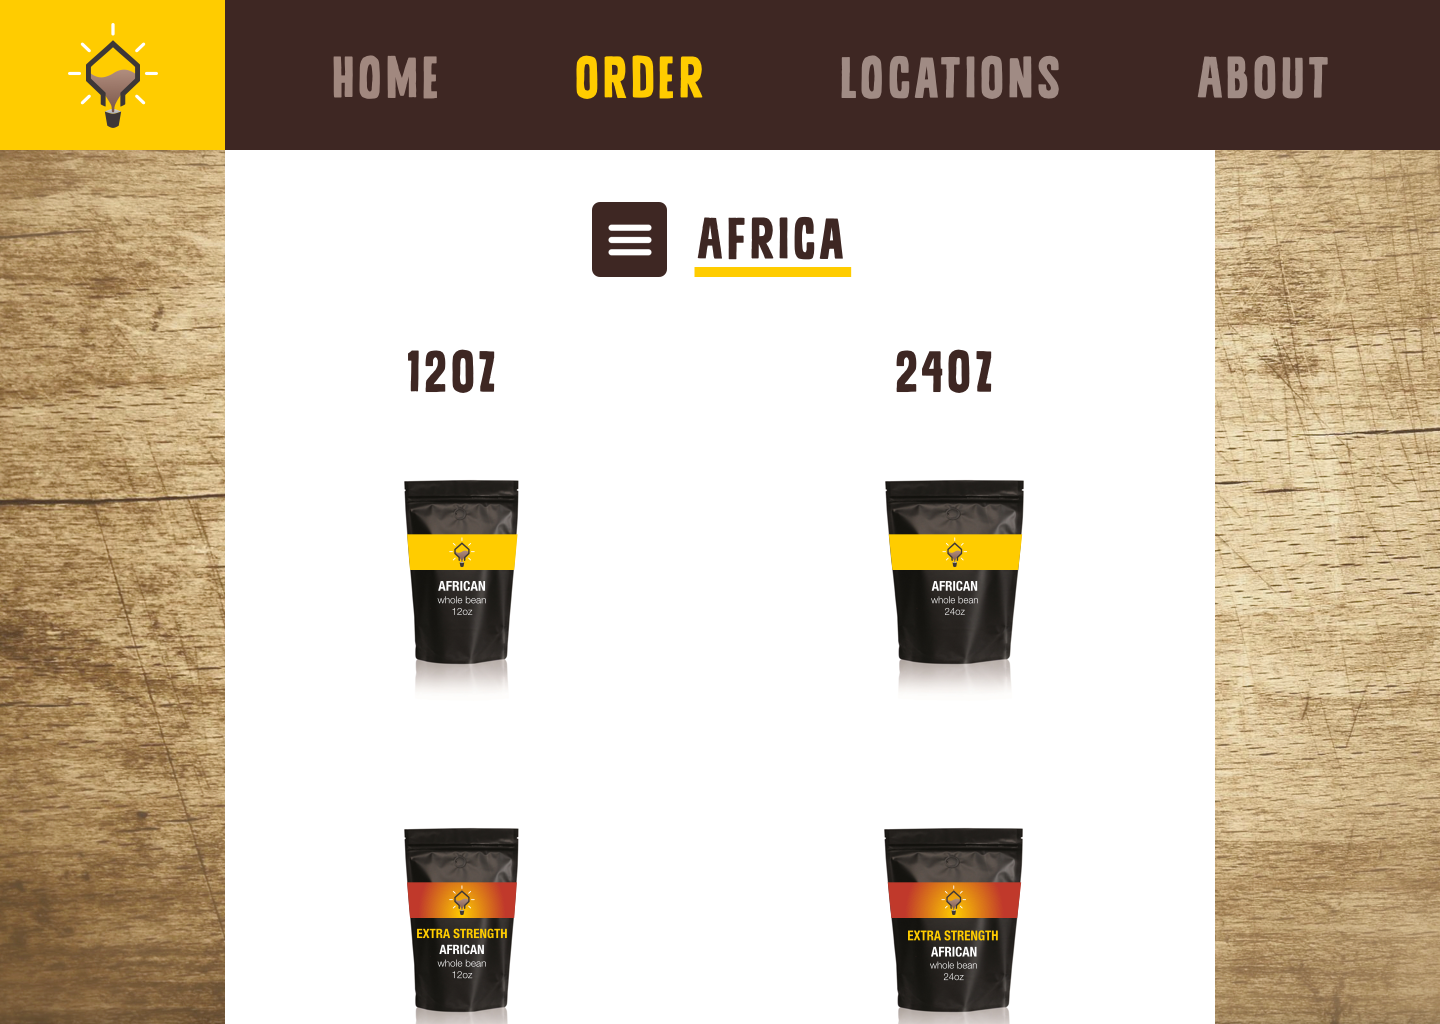 HOME ORDER LOCATIONS ABOUT
AFRICA
12OZ 24OZ
AFRICAN
whole bean
12oz
AFRICAN
whole bean
24oz
EXTRA STRENGTH
AFRICAN
whole bean
12oz
EXTRA STRENGTH
AFRICAN
whole bean
24oz